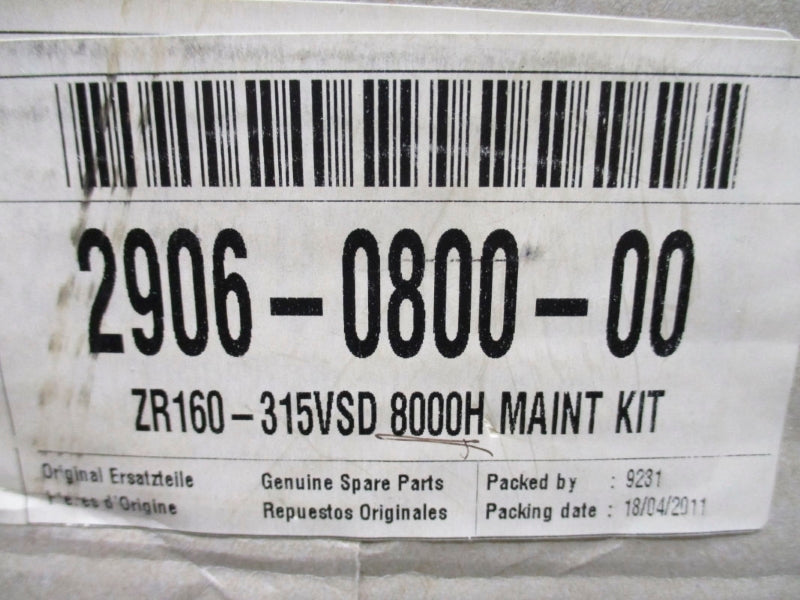 2906-0800-00
ZR160-315VSD 8000H MAINT KIT
Original Ersatzteile Genuine Spare Parts Packed by : 9231
d'Origine Repuestos Originales Packing date : 18/04/2011